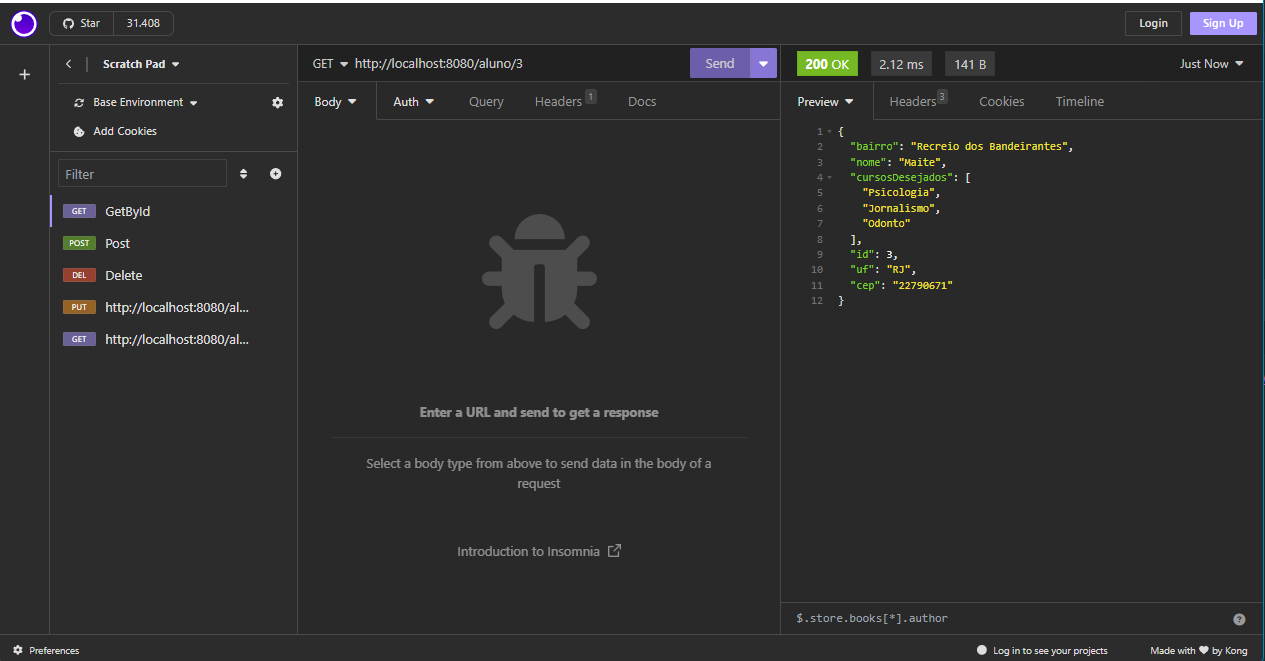 Star 31.408 Login Sign Up
Scratch Pad
Base Environment
Add Cookies
Filter
GET GetById
POST Post
DEL Delete
PUT http://localhost:8080/al...
GET http://localhost:8080/al...
GET http://localhost:8080/aluno/3 Send
Body Auth Query Headers 1 Docs
Enter a URL and send to get a response
Select a body type from above to send data in the body of a
request
Introduction to Insomnia
200 OK 2.12 ms 141 B Just Now
Preview Headers 3 Cookies Timeline
1 {
2 "bairro": "Recreio dos Bandeirantes",
3 "nome": "Maite",
4 "cursosDesejados": [
5 "Psicologia",
6 "Jornalismo",
7 "Odonto"
8 ],
9 "id": 3,
10 "uf": "RJ",
11 "cep": "22790671"
12 }
$.store.books[*].author ?
Preferences Log in to see your projects Made with ♥ by Kong